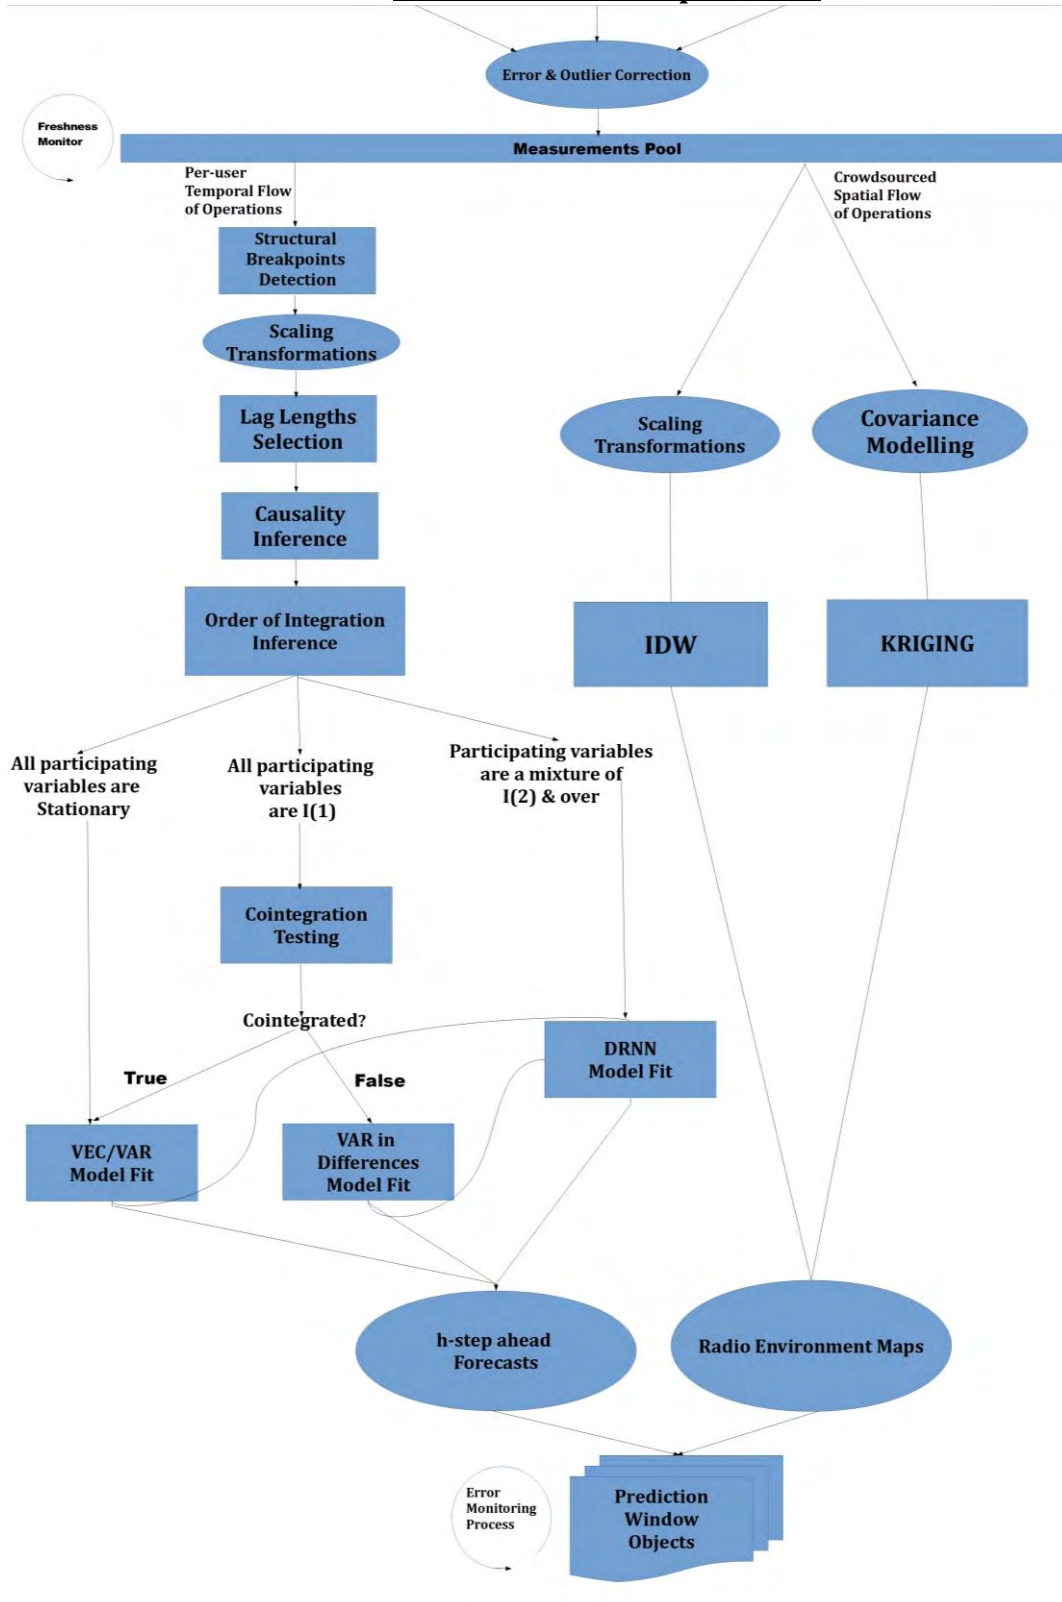 Error & Outlier Correction
Freshness
Monitor
Measurements Pool
Per-user
Temporal Flow
of Operations
Crowdsourced
Spatial Flow
of Operations
Structural
Breakpoints
Detection
Scaling
Transformations
Lag Lengths
Selection
Scaling
Transformations
Covariance
Modelling
Causality
Inference
Order of Integration
Inference
IDW
KRIGING
All participating
variables are
Stationary
All participating
variables
are I(1)
Participating variables
are a mixture of
I(2) & over
Cointegration
Testing
Cointegrated?
True
False
DRNN
Model Fit
VEC/VAR
Model Fit
VAR in
Differences
Model Fit
h-step ahead
Forecasts
Radio Environment Maps
Error
Monitoring
Process
Prediction
Window
Objects